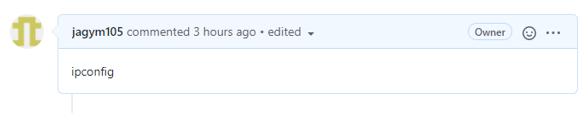 jagym105 commented 3 hours ago • edited
Owner
ipconfig